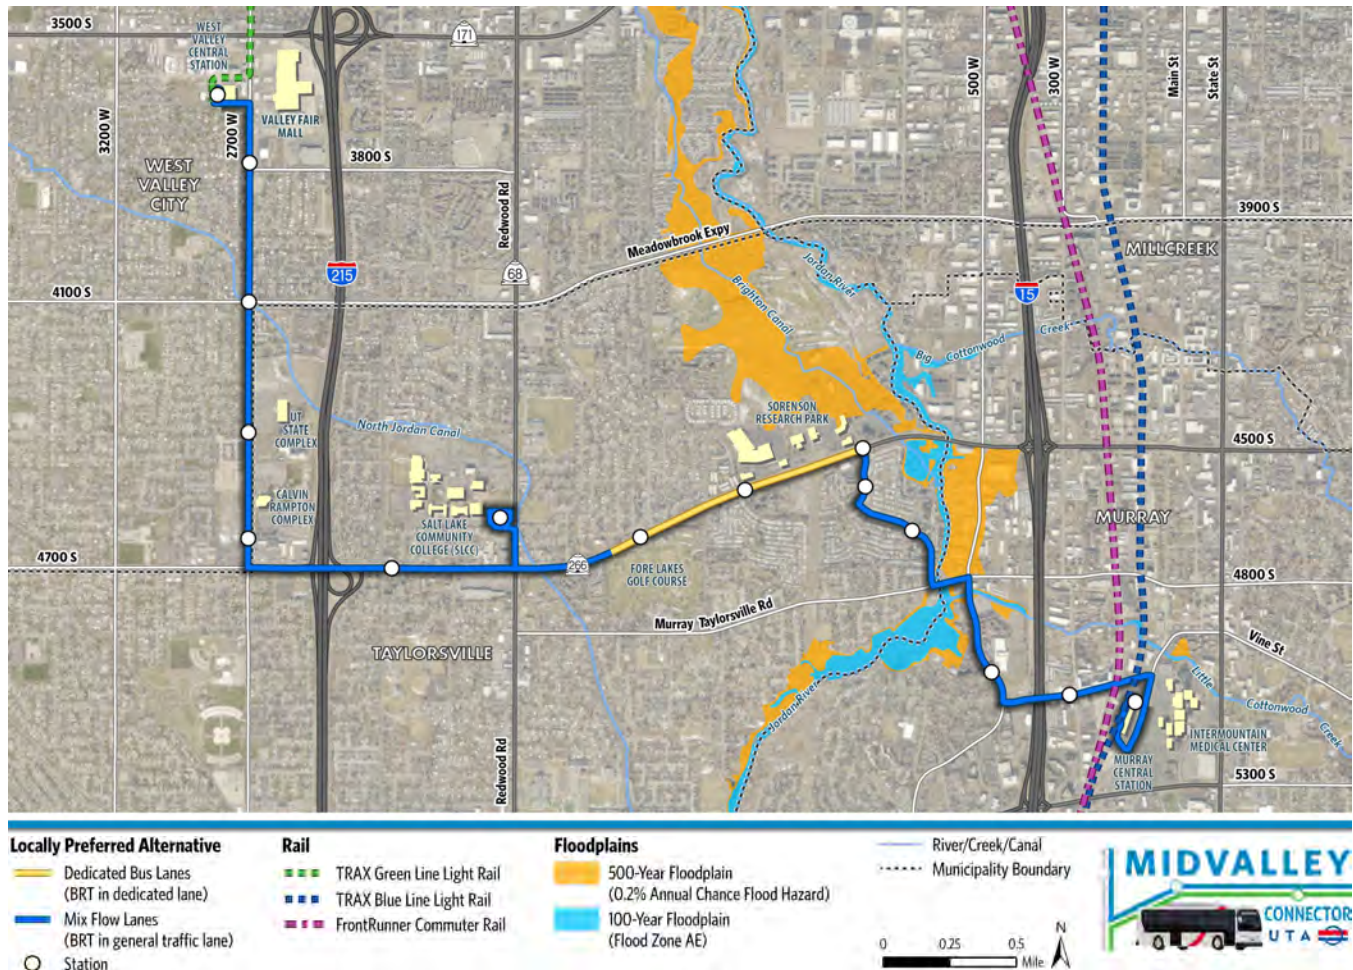 3500 S
WEST
VALLEY
CENTRAL
STATION
171
VALLEY FAIR
MALL
3200 W
2700 W
3800 S
WEST
VALLEY
CITY
Redwood Rd
500 W
300 W
Main St
State St
3900 S
Meadowbrook Expy
MILLCREEK
215
68
Jordan River
Brighton Canal
15
4100 S
Big
Cottonwood
Creek
UT
STATE
COMPLEX
North Jordan Canal
SORENSON
RESEARCH PARK
4500 S
CALVIN
RAMPTON
COMPLEX
SALT LAKE
COMMUNITY
COLLEGE (SLCC)
MURRAY
4700 S
266
FORE LAKES
GOLF COURSE
4800 S
Murray Taylorsville Rd
Vine St
TAYLORSVILLE
Little
Cottonwood
Creek
Jordan River
INTERMOUNTAIN
MEDICAL CENTER
MURRAY
CENTRAL
STATION
Redwood Rd
5300 S
Locally Preferred Alternative
Dedicated Bus Lanes
(BRT in dedicated lane)
Mix Flow Lanes
(BRT in general traffic lane)
Station
Rail
TRAX Green Line Light Rail
TRAX Blue Line Light Rail
FrontRunner Commuter Rail
Floodplains
500-Year Floodplain
(0.2% Annual Chance Flood Hazard)
100-Year Floodplain
(Flood Zone AE)
River/Creek/Canal
Municipality Boundary
0 0.25 0.5
Mile
N
MIDVALLEY
CONNECTOR
UTA